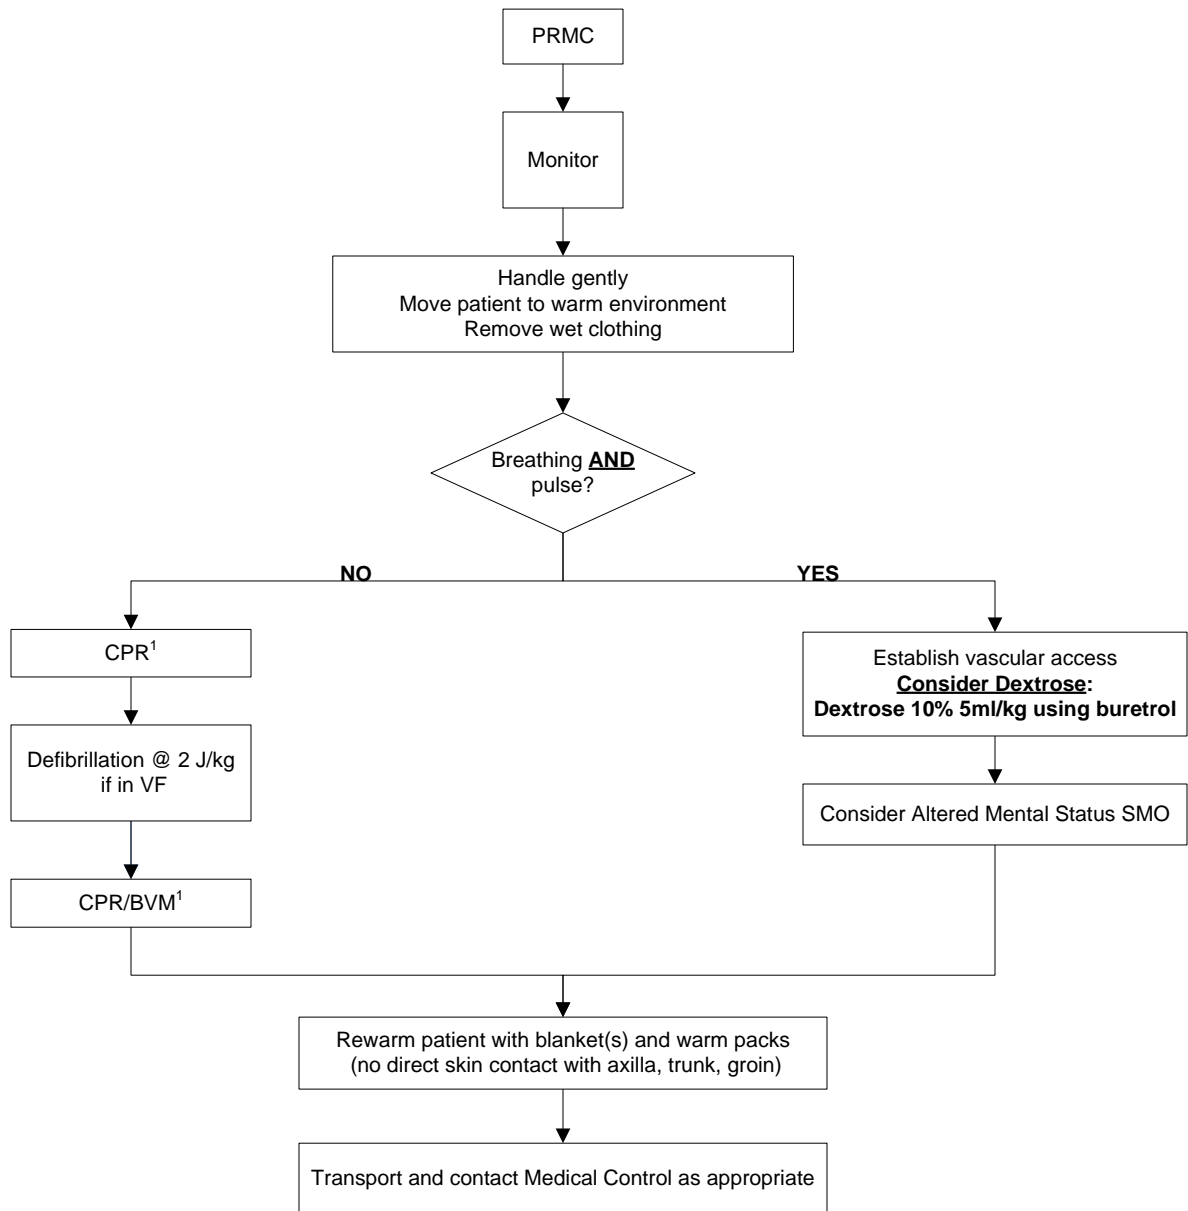 PRMC
Monitor
Handle gently
Move patient to warm environment
Remove wet clothing
Breathing AND
pulse?
NO
YES
CPR¹
Defibrillation @ 2 J/kg
if in VF
CPR/BVM¹
Establish vascular access
Consider Dextrose:
Dextrose 10% 5ml/kg using buretrol
Consider Altered Mental Status SMO
Rewarm patient with blanket(s) and warm packs
(no direct skin contact with axilla, trunk, groin)
Transport and contact Medical Control as appropriate